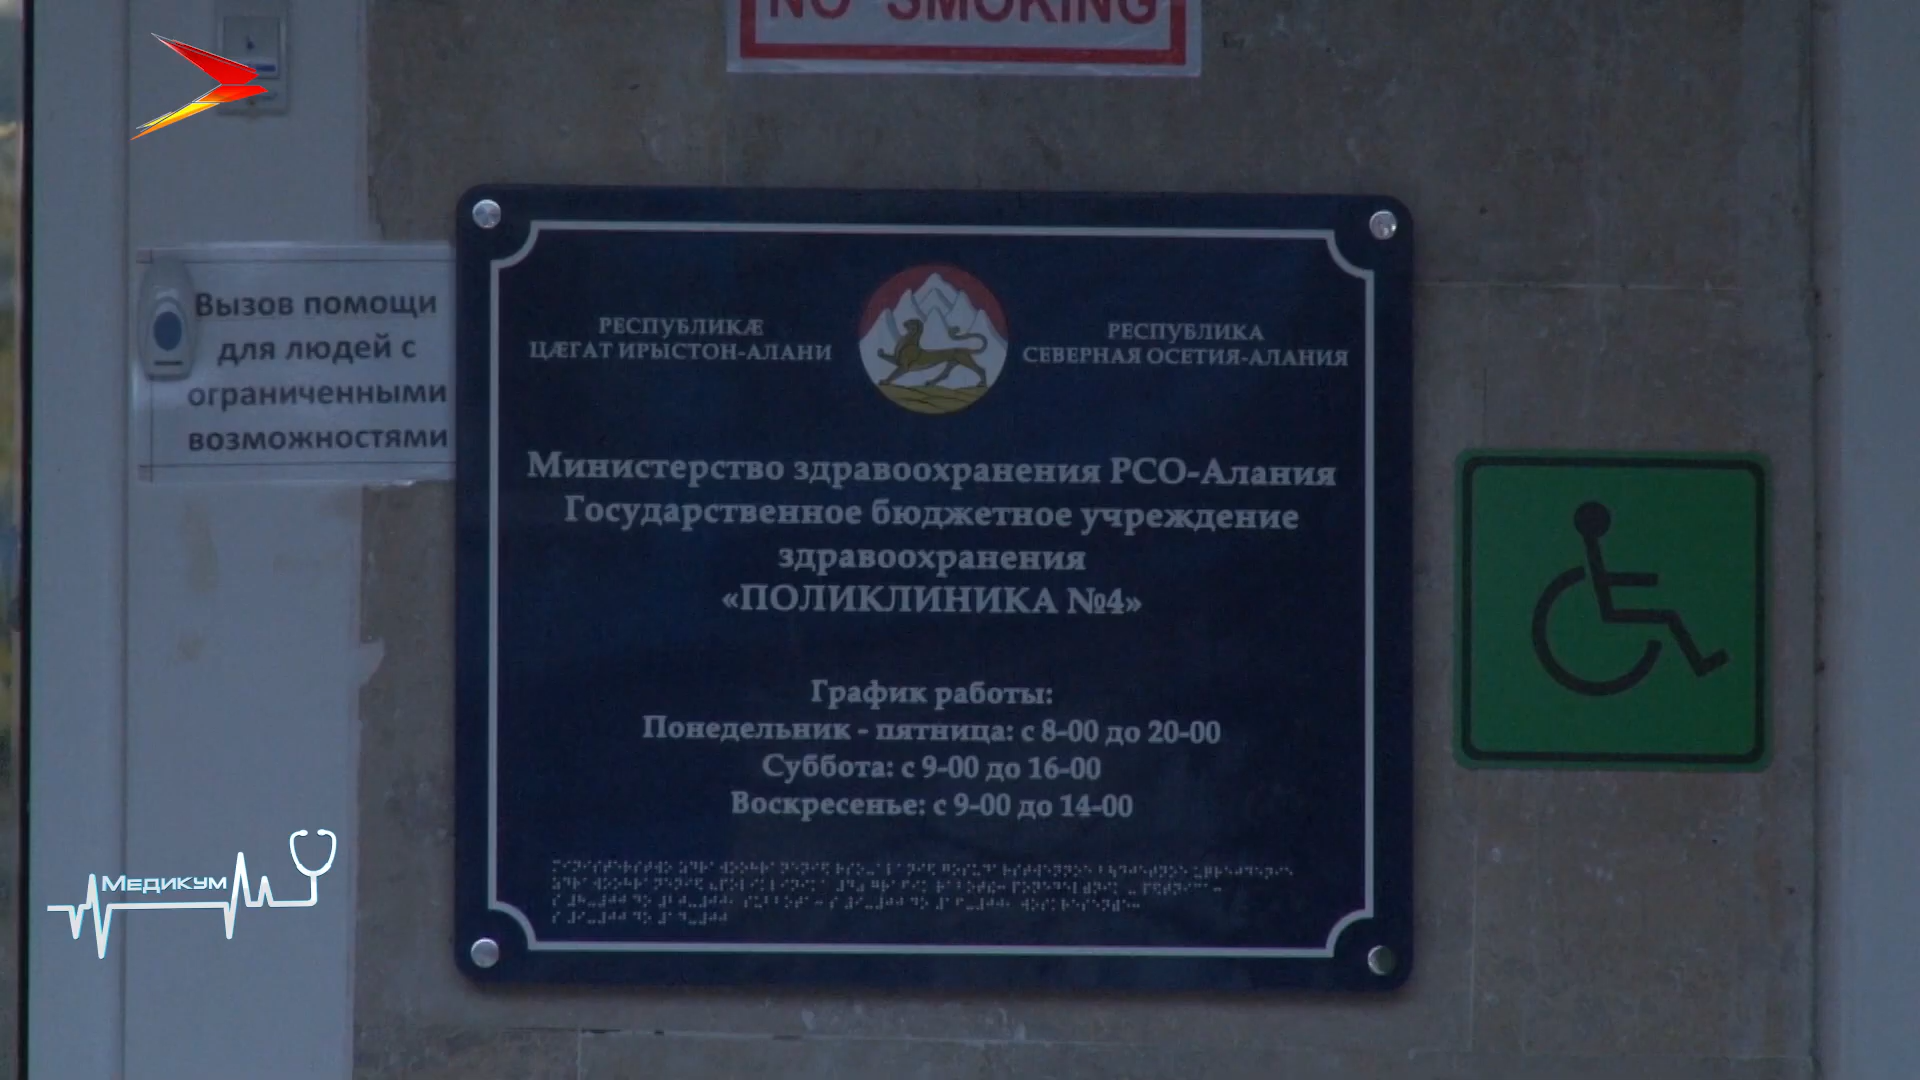 NO SMOKING
Вызов помощи
для людей с
ограниченными
возможностями
РЕСПУБЛИКÆ
ЦÆГАТ ИРЫСТОН-АЛАНИ
РЕСПУБЛИКА
СЕВЕРНАЯ ОСЕТИЯ-АЛАНИЯ
Министерство здравоохранения РСО-Алания
Государственное бюджетное учреждение
здравоохранения
«ПОЛИКЛИНИКА №4»
График работы:
Понедельник - пятница: с 8-00 до 20-00
Суббота: с 9-00 до 16-00
Воскресенье: с 9-00 до 14-00
Медикум